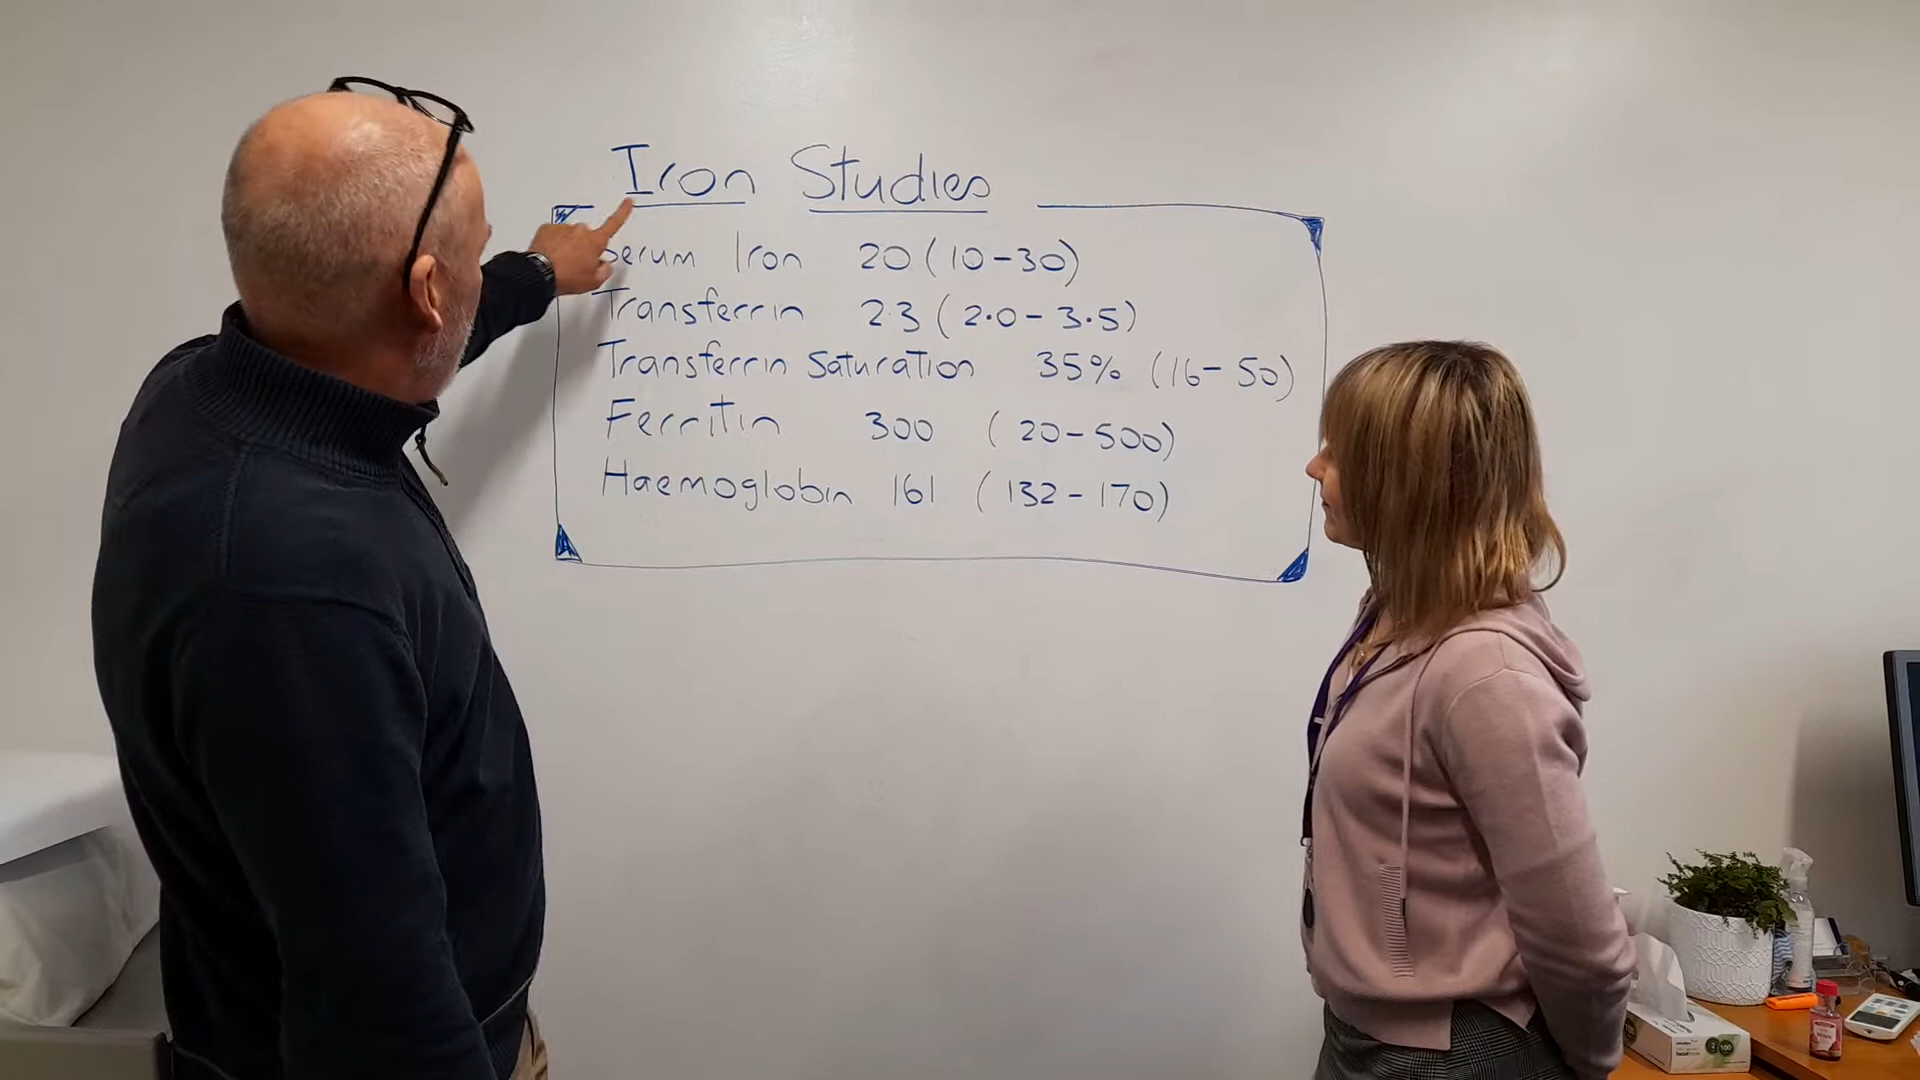 Iron Studies
Serum Iron 20 (10-30)
Transferrin 2.3 (2.0-3.5)
Transferrin Saturation 35% (16-50)
Ferritin 300 (20-500)
Haemoglobin 161 (132-170)